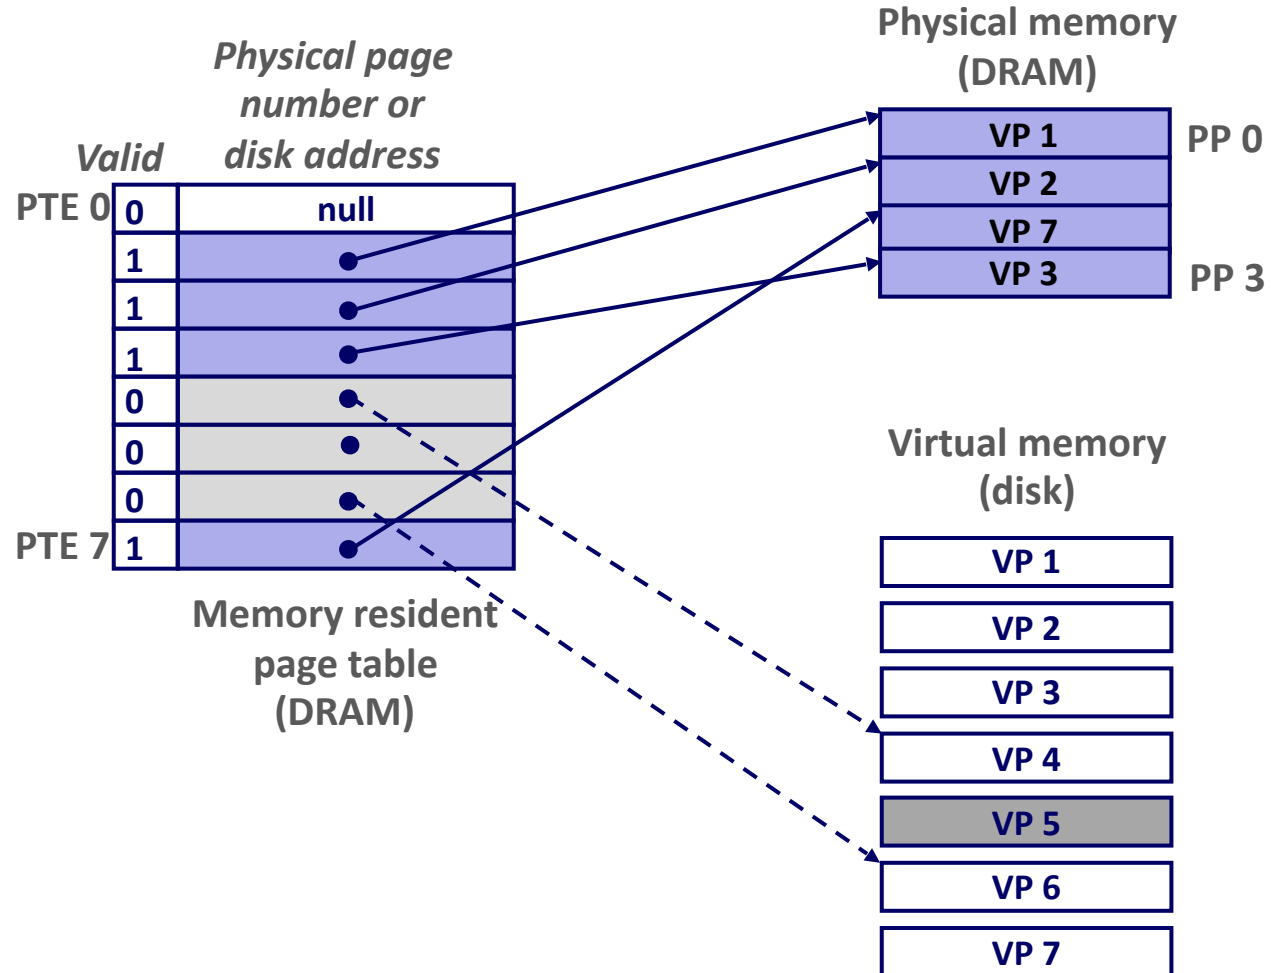 Physical memory
(DRAM)
Physical page
number or
disk address
Valid
VP 1
PP 0
VP 2
VP 7
VP 3
PP 3
PTE 0
0
null
1
1
1
0
0
0
PTE 7
1
Memory resident
page table
(DRAM)
Virtual memory
(disk)
VP 1
VP 2
VP 3
VP 4
VP 5
VP 6
VP 7